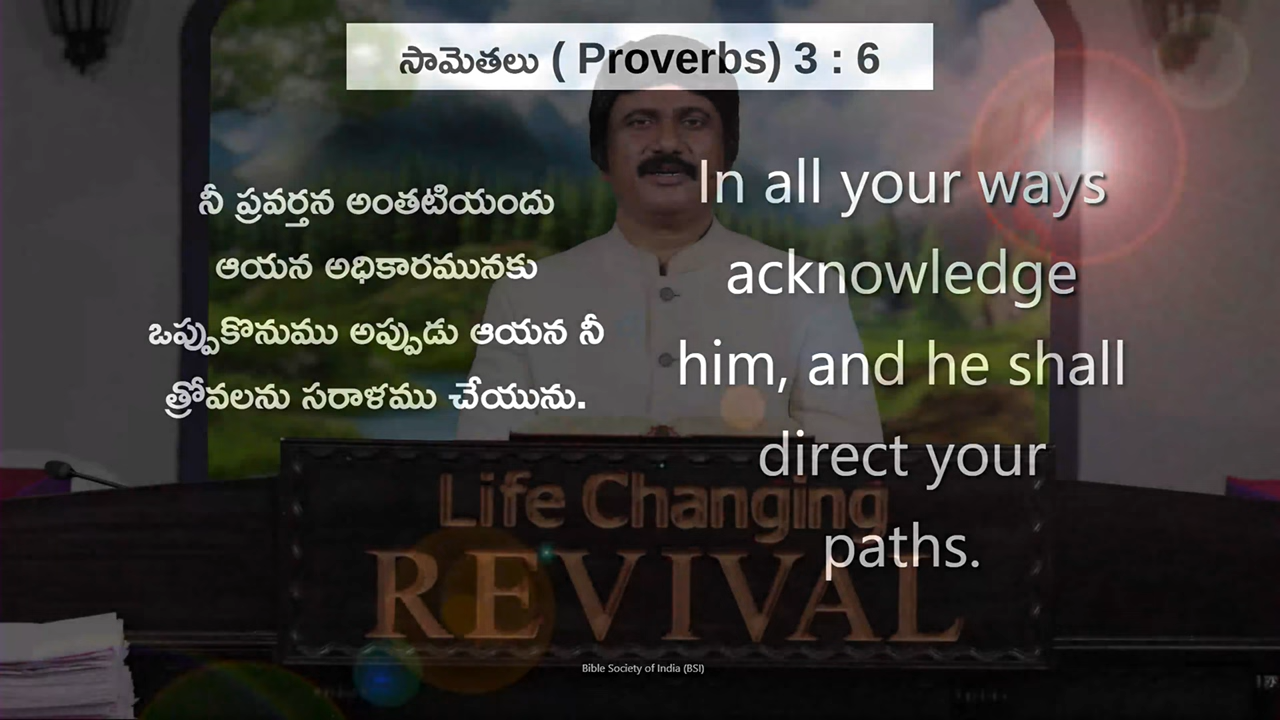 సామెతలు ( Proverbs) 3 : 6
నీ ప్రవర్తన అంతటియందు
ఆయన అధికారమునకు
ఒప్పుకొనుము అప్పుడు ఆయన నీ
త్రోవలను సరాళము చేయును.
In all your ways
acknowledge
him, and he shall
direct your
paths.
Life Changing
REVIVAL
Bible Society of India (BSI)